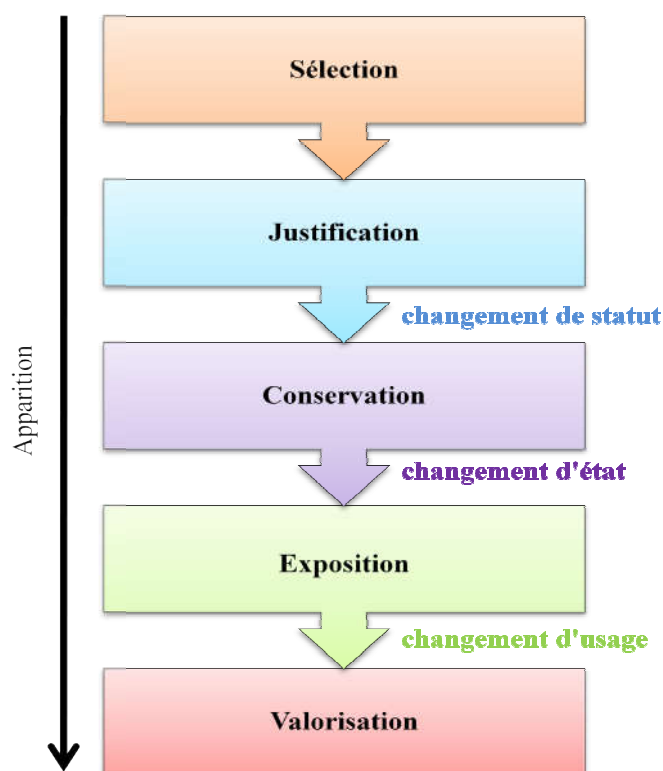 Sélection
Justification
changement de statut
Apparition
Conservation
changement d'état
Exposition
changement d'usage
Valorisation